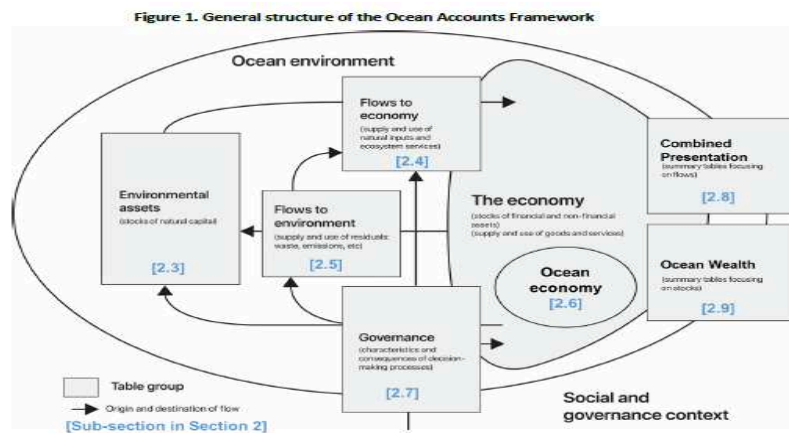 Figure 1. General structure of the Ocean Accounts Framework
Ocean environment
Flows to
economy
(supply and use of
natural inputs and
ecosystem services)
[2.4]
Environmental
assets
(stocks of natural capital)
[2.3]
Flows to
environment
(supply and use of residuals:
waste, emissions, etc)
[2.5]
The economy
(stocks of financial and non-financial
assets)
(supply and use of goods and services)
Ocean
economy
[2.6]
Combined
Presentation
(summary tables focusing
on flows)
[2.8]
Ocean Wealth
(summary tables focusing
on stocks)
[2.9]
Governance
(characteristics and
consequences of decision-
making processes)
[2.7]
Social and
governance context
Table group
Origin and destination of flow
[Sub-section in Section 2]